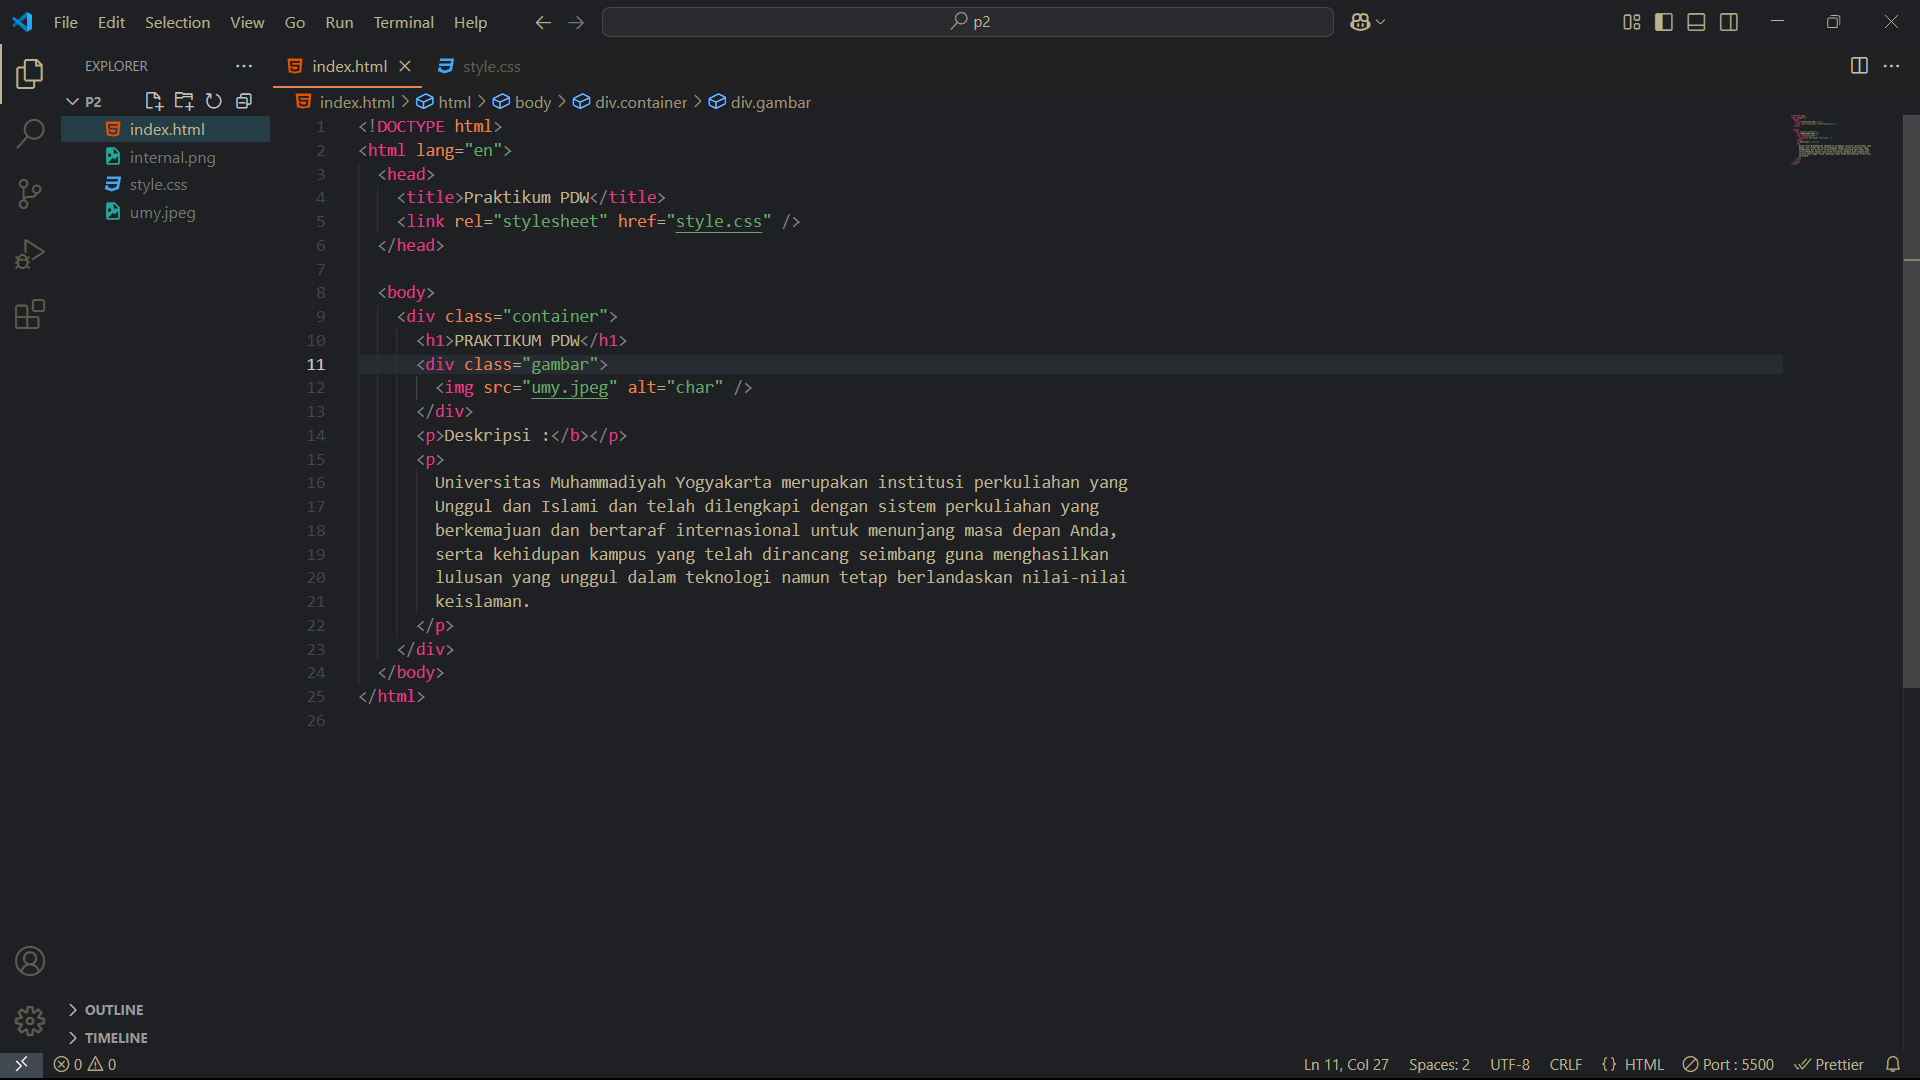 File Edit Selection View Go Run Terminal Help p2
EXPLORER
index.html style.css
P2
index.html > html > body > div.container > div.gambar
index.html
internal.png
style.css
umy.jpeg
1 <!DOCTYPE html>
2 <html lang="en">
3 <head>
4 <title>Praktikum PDW</title>
5 <link rel="stylesheet" href="style.css" />
6 </head>
7
8 <body>
9 <div class="container">
10 <h1>PRAKTIKUM PDW</h1>
11 <div class="gambar">
12 <img src="umy.jpeg" alt="char" />
13 </div>
14 <p>Deskripsi :</b></p>
15 <p>
16 Universitas Muhammadiyah Yogyakarta merupakan institusi perkuliahan yang
17 Unggul dan Islami dan telah dilengkapi dengan sistem perkuliahan yang
18 berkemajuan dan bertaraf internasional untuk menunjang masa depan Anda,
19 serta kehidupan kampus yang telah dirancang seimbang guna menghasilkan
20 lulusan yang unggul dalam teknologi namun tetap berlandaskan nilai-nilai
21 keislaman.
22 </p>
23 </div>
24 </body>
25 </html>
26
OUTLINE
TIMELINE
0 0 Ln 11, Col 27 Spaces: 2 UTF-8 CRLF {} HTML Port : 5500 Prettier